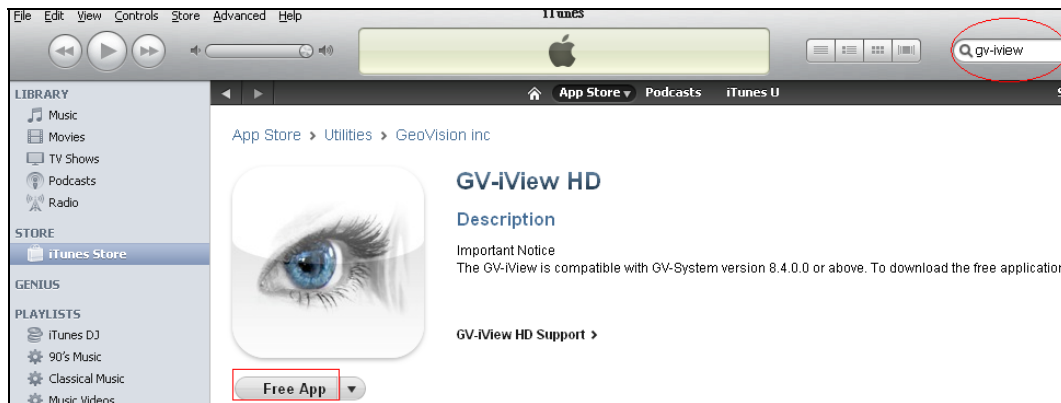 File Edit View Controls Store Advanced Help
iTunes
gv-iview
LIBRARY
Music
Movies
TV Shows
Podcasts
Radio
STORE
iTunes Store
GENIUS
PLAYLISTS
iTunes DJ
90's Music
Classical Music
Music Videos
App Store Podcasts iTunes U
App Store > Utilities > GeoVision inc
GV-iView HD
Description
Important Notice
The GV-iView is compatible with GV-System version 8.4.0.0 or above. To download the free application
GV-iView HD Support >
Free App